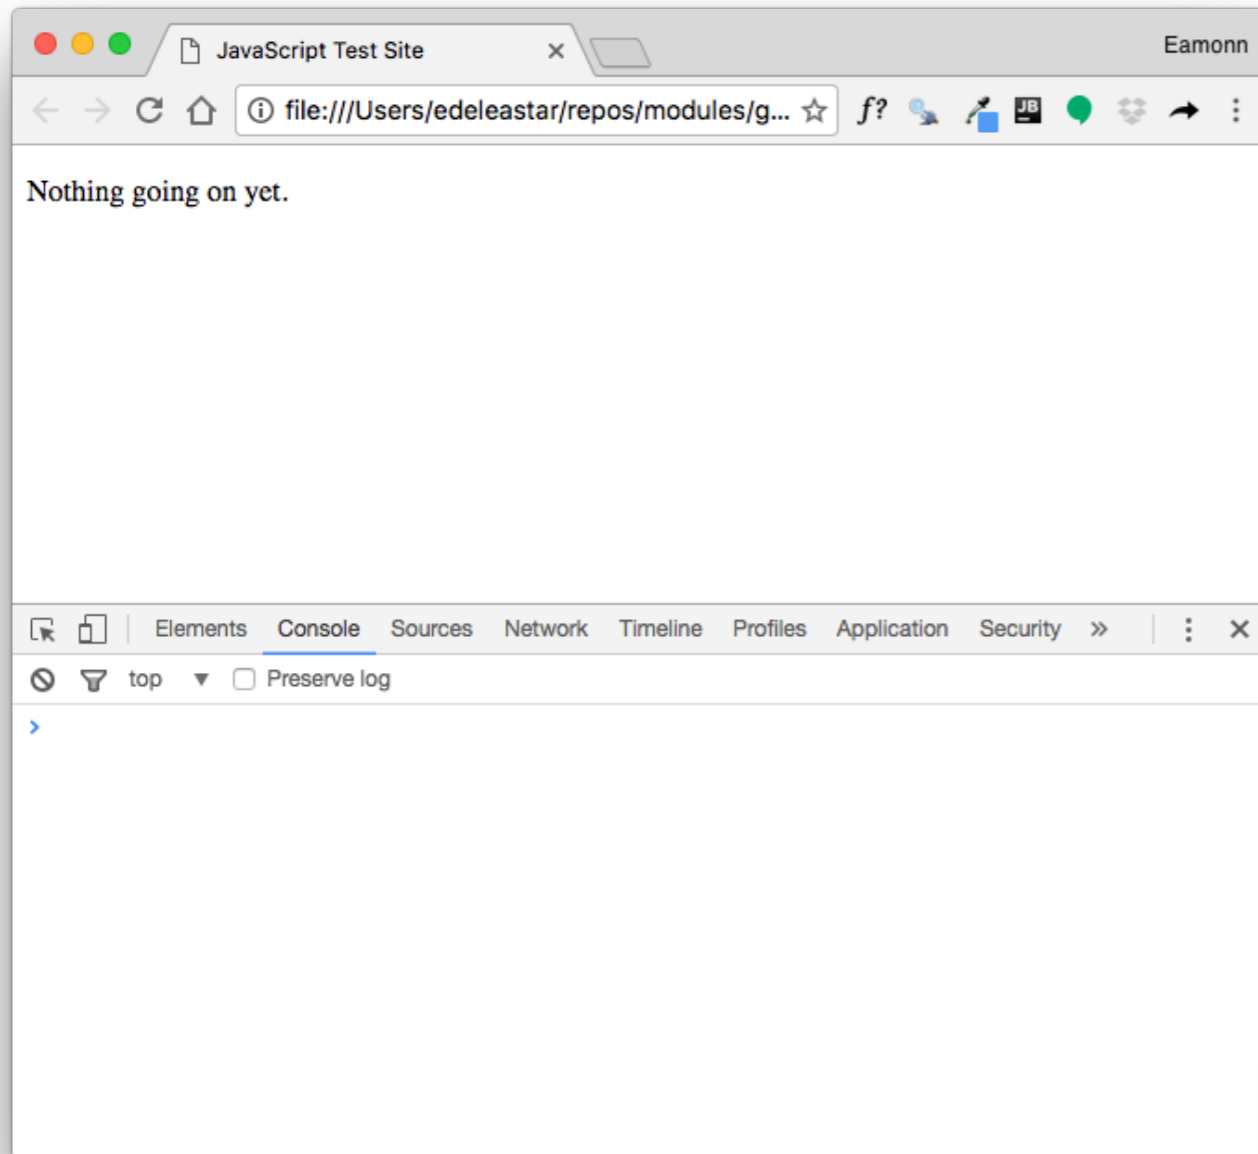 JavaScript Test Site
Eamonn
file:///Users/edeleastar/repos/modules/g...
f?
JB
Nothing going on yet.
Elements Console Sources Network Timeline Profiles Application Security »
top Preserve log
>